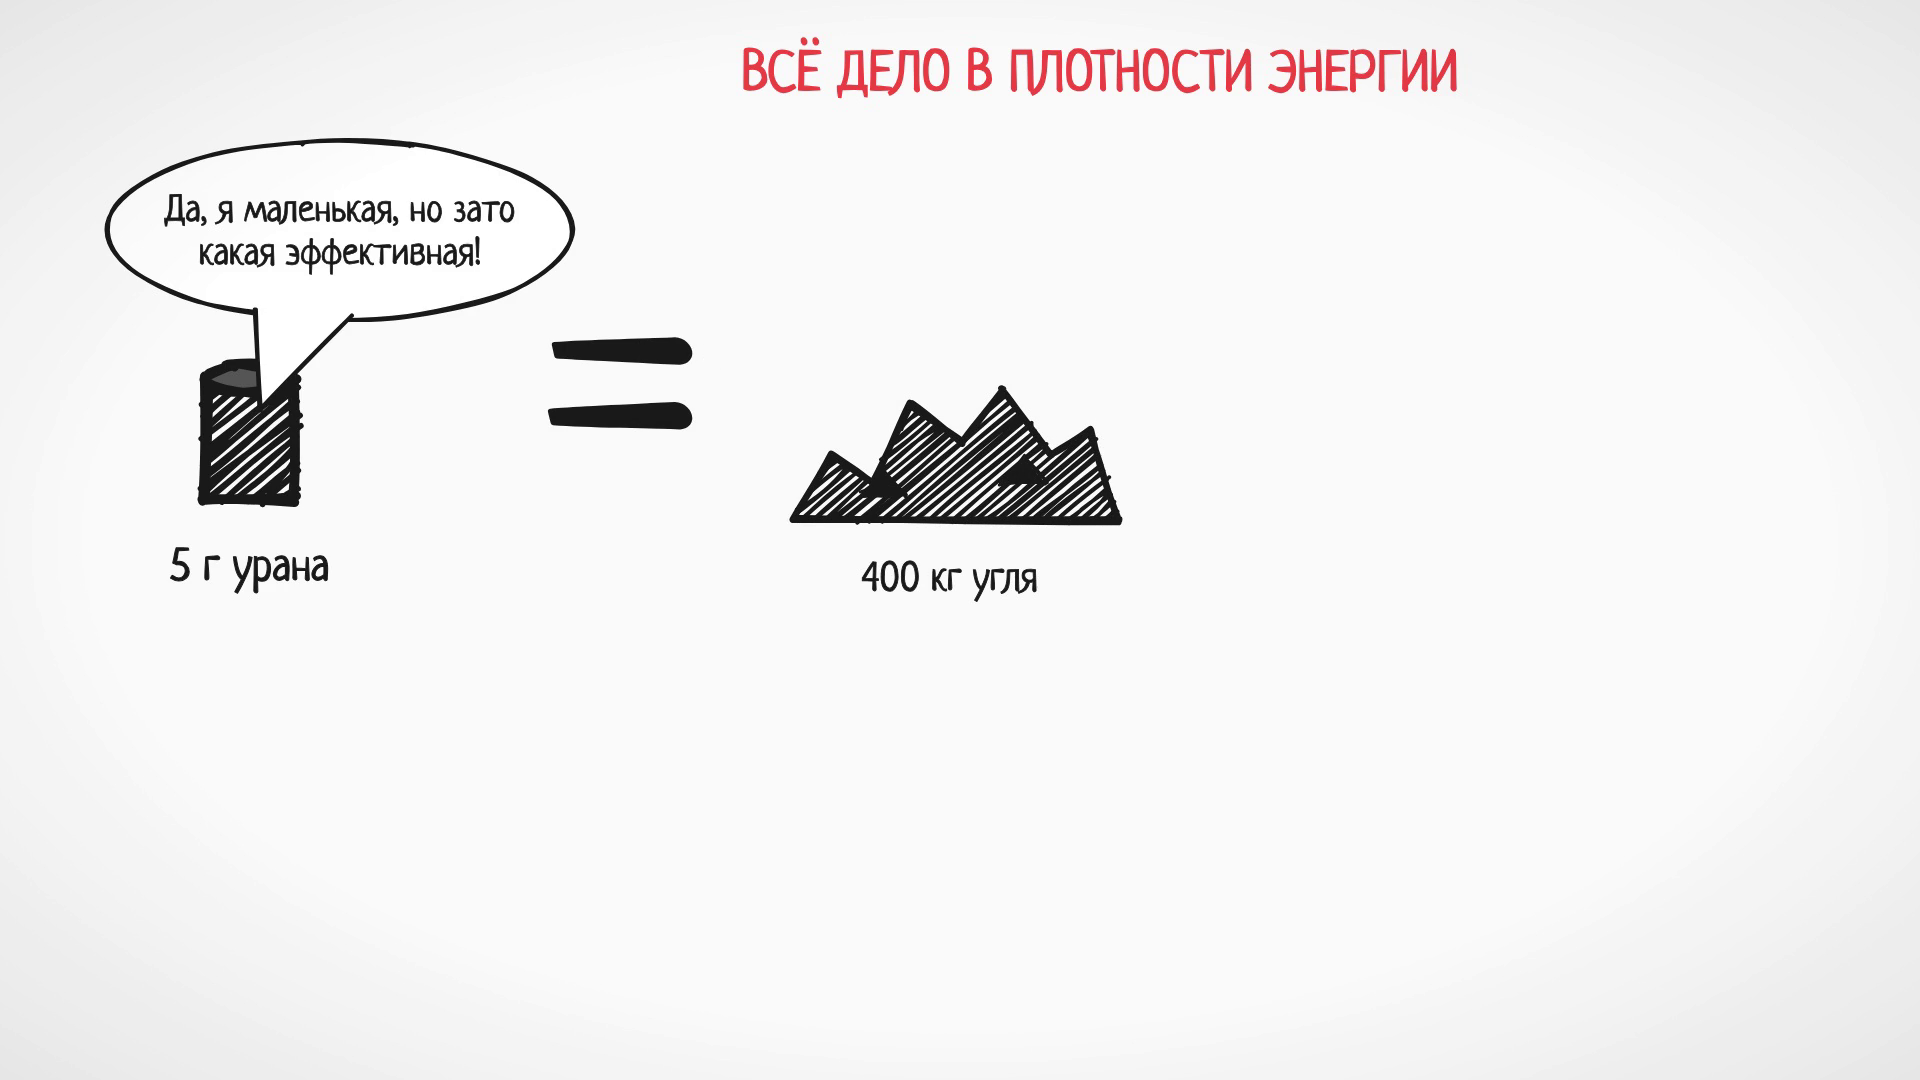 ВСЁ ДЕЛО В ПЛОТНОСТИ ЭНЕРГИИ
Да, я маленькая, но зато
какая эффективная!
5 г урана
400 кг угля